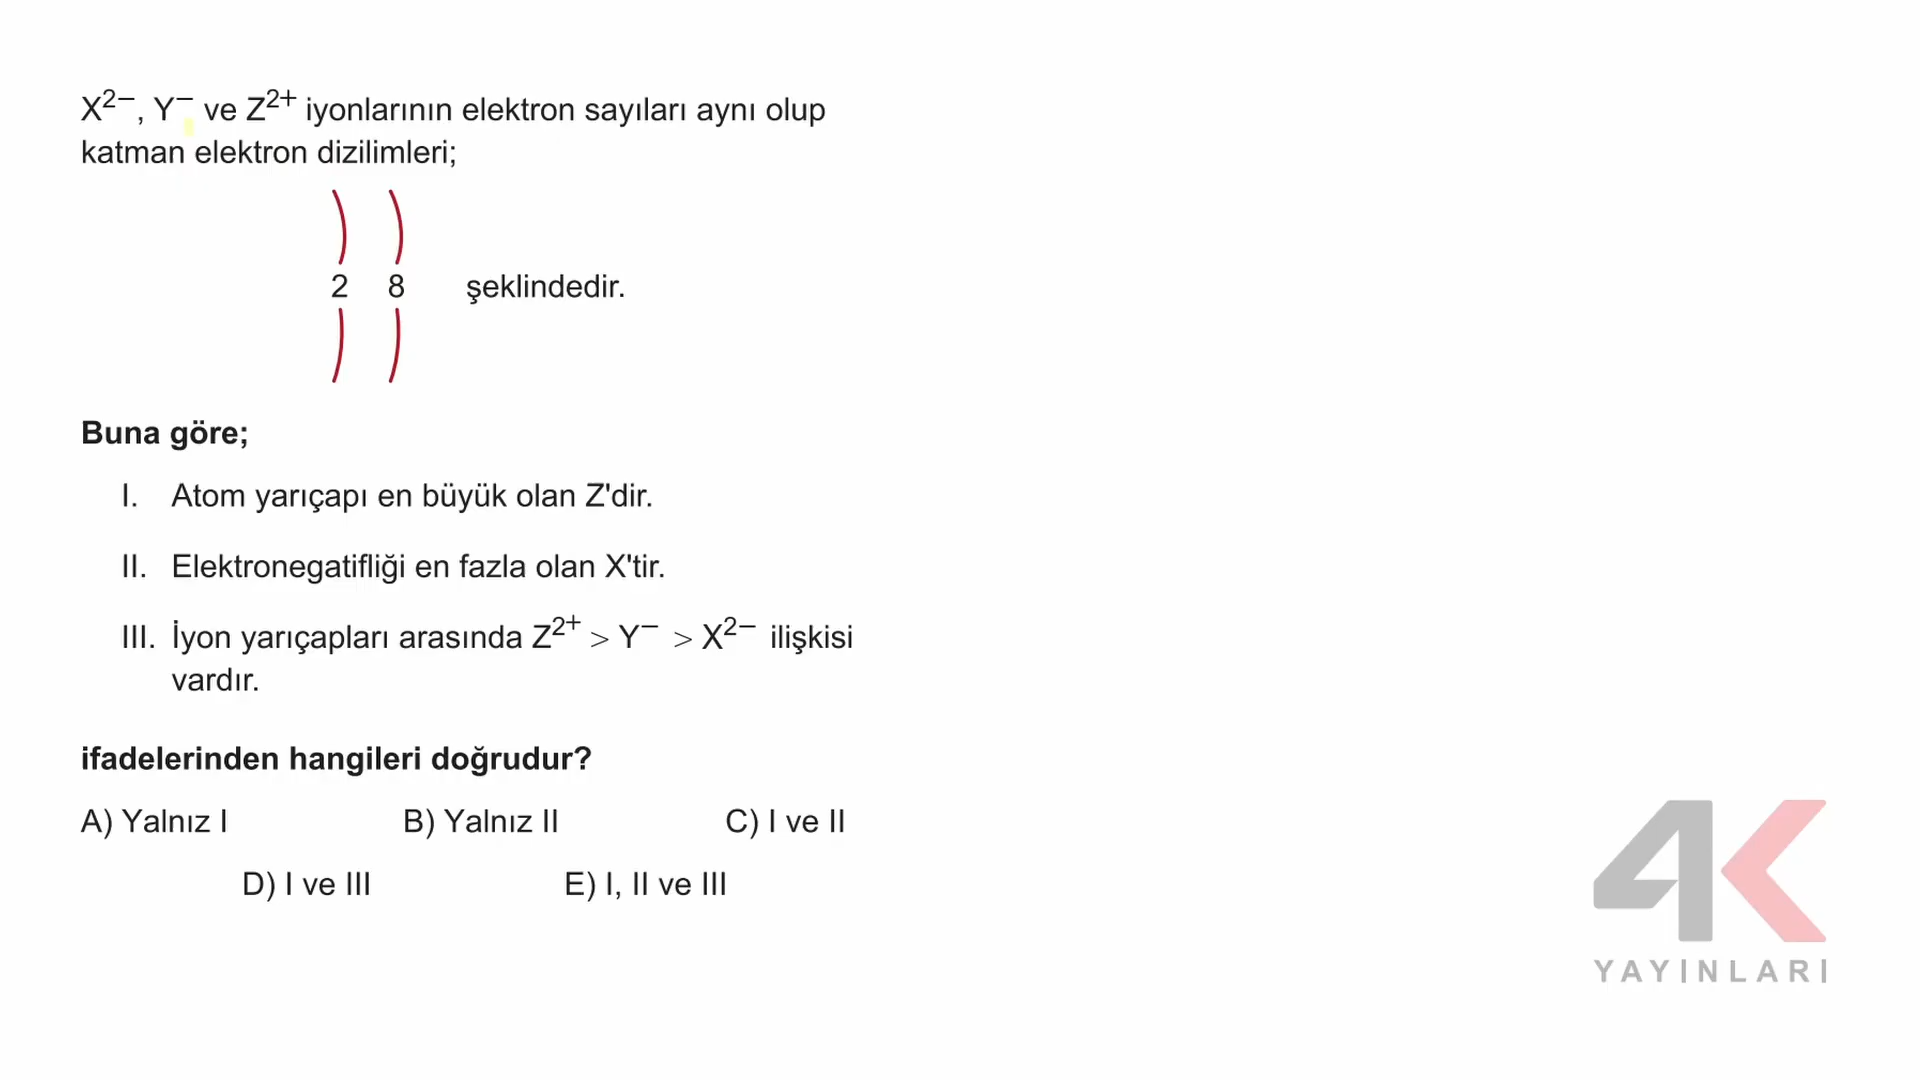 X²⁻, Y⁻ ve Z²⁺ iyonlarının elektron sayıları aynı olup
katman elektron dizilimleri;
2 8 şeklindedir.
Buna göre;
I. Atom yarıçapı en büyük olan Z'dir.
II. Elektronegatifliği en fazla olan X'tir.
III. İyon yarıçapları arasında Z²⁺ > Y⁻ > X²⁻ ilişkisi
vardır.
ifadelerinden hangileri doğrudur?
A) Yalnız I B) Yalnız II C) I ve II
D) I ve III E) I, II ve III
4K
YAYINLARI